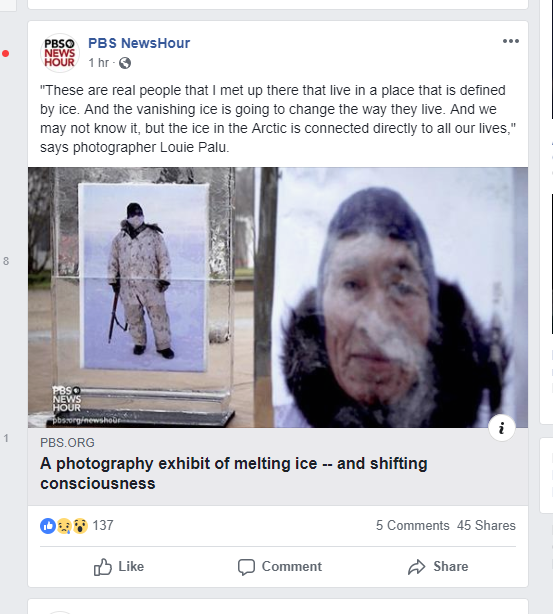 PBS
NEWS
HOUR
PBS NewsHour
1 hr ·
"These are real people that I met up there that live in a place that is defined
by ice. And the vanishing ice is going to change the way they live. And we
may not know it, but the ice in the Arctic is connected directly to all our lives,"
says photographer Louie Palu.
PBS
NEWS
HOUR
pbs.org/newshour
i
PBS.ORG
A photography exhibit of melting ice -- and shifting
consciousness
137
5 Comments 45 Shares
Like Comment Share
8
1